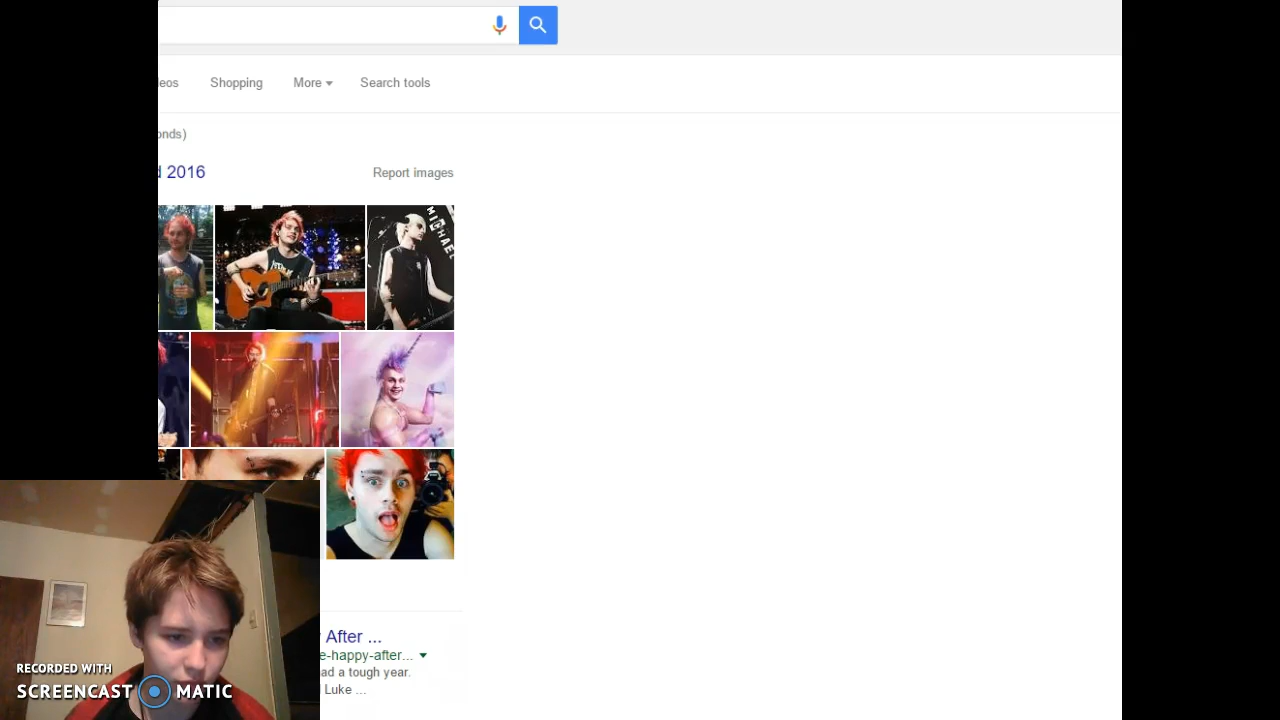 eos Shopping More Search tools
onds)
d 2016 Report images
MICHAEL
After ...
e-happy-after...
ad a tough year.
Luke ...
RECORDED WITH
SCREENCAST MATIC